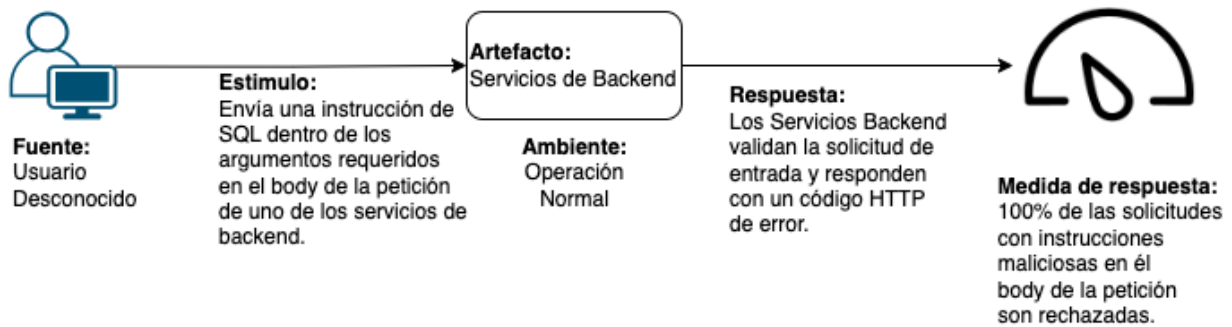 Fuente:
Usuario
Desconocido
Estimulo:
Envía una instrucción de
SQL dentro de los
argumentos requeridos
en el body de la petición
de uno de los servicios de
backend.
Artefacto:
Servicios de Backend
Ambiente:
Operación
Normal
Respuesta:
Los Servicios Backend
validan la solicitud de
entrada y responden
con un código HTTP
de error.
Medida de respuesta:
100% de las solicitudes
con instrucciones
maliciosas en él
body de la petición
son rechazadas.